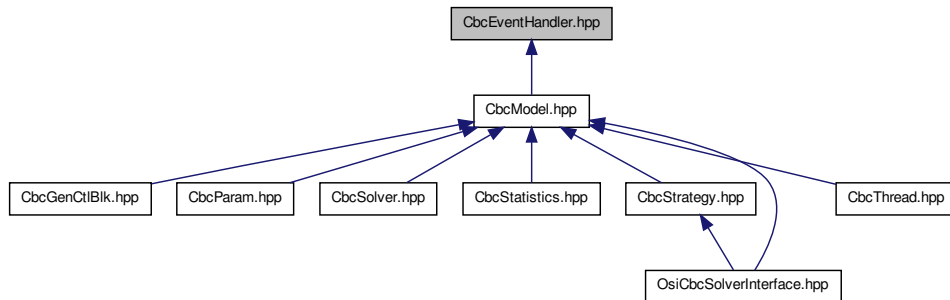 CbcEventHandler.hpp
CbcModel.hpp
CbcGenCtlBlk.hpp
CbcParam.hpp
CbcSolver.hpp
CbcStatistics.hpp
CbcStrategy.hpp
CbcThread.hpp
OsiCbcSolverInterface.hpp